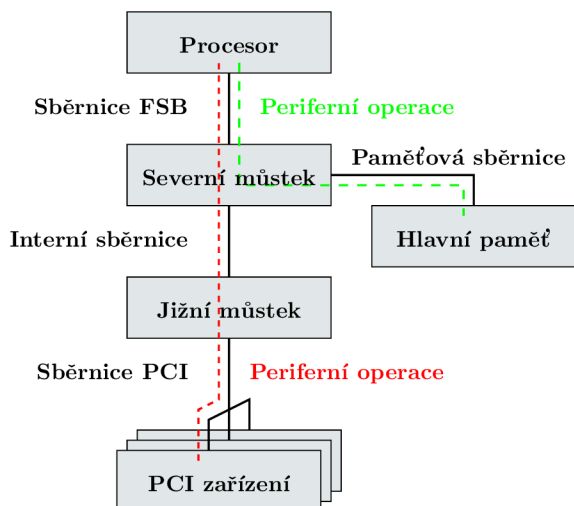 Procesor
Sběrnice FSB
Periferní operace
Paměťová sběrnice
Severní můstek
Interní sběrnice
Hlavní paměť
Jižní můstek
Sběrnice PCI
Periferní operace
PCI zařízení